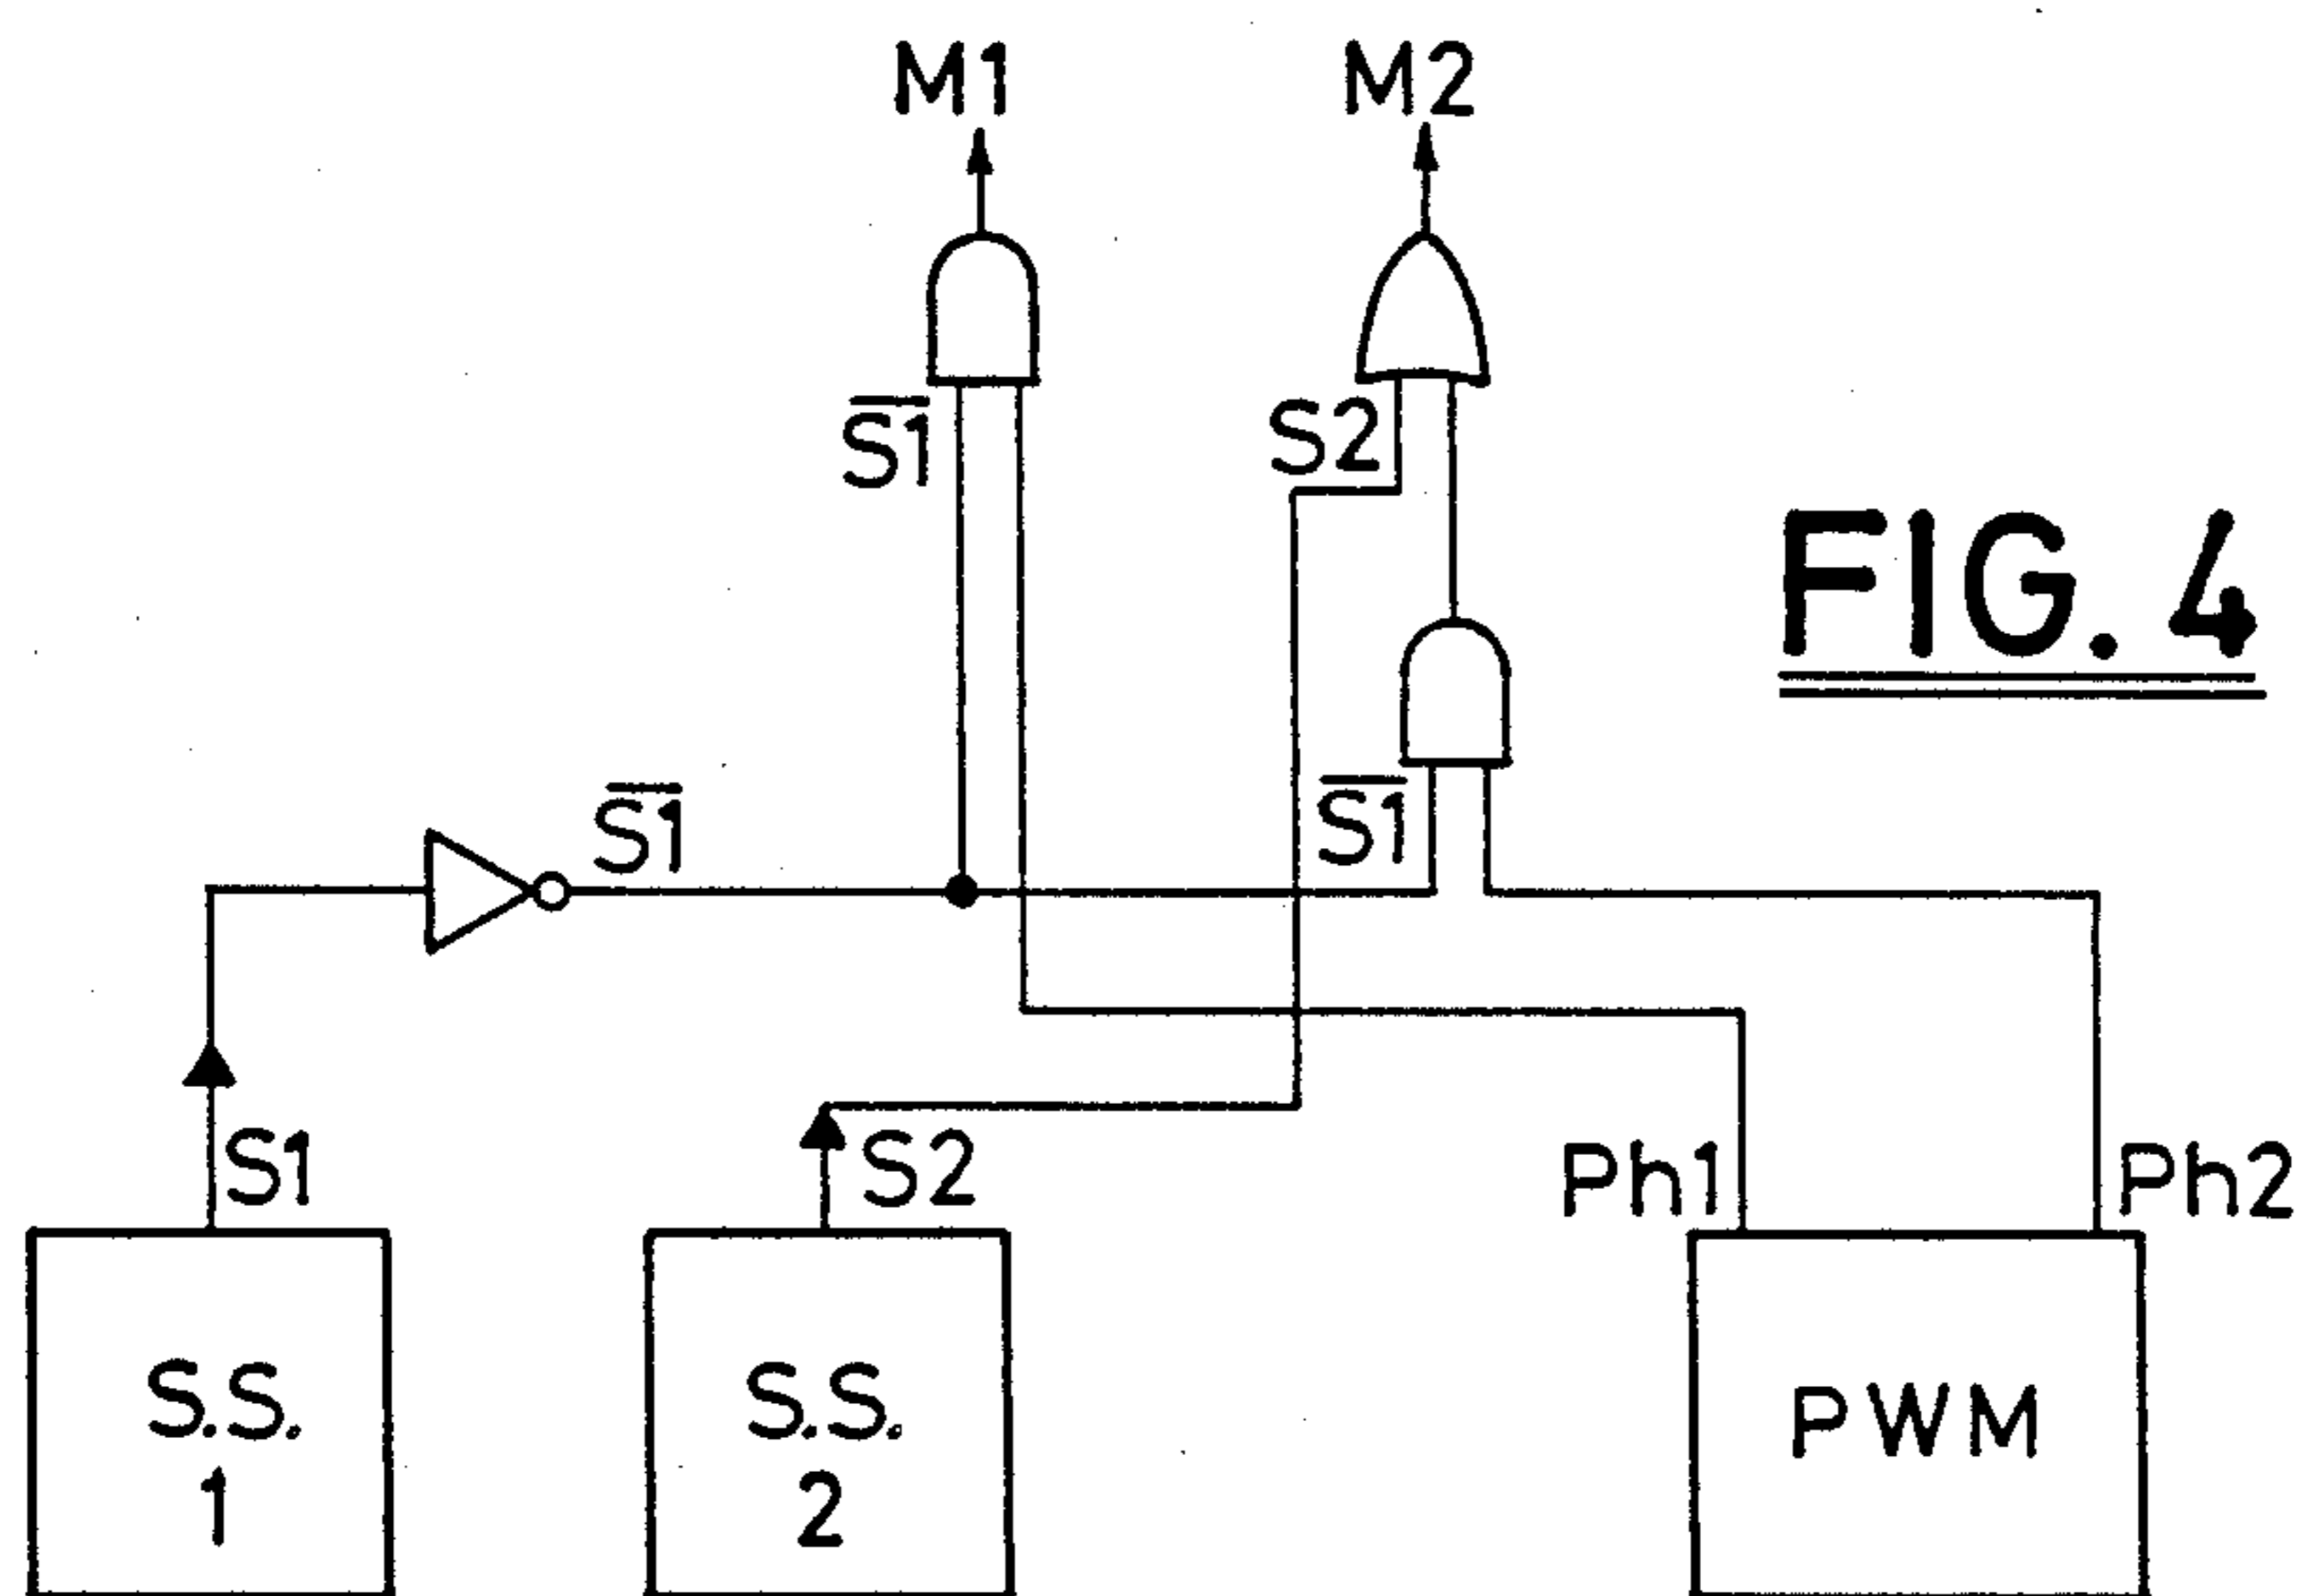 M1 M2
S̅1̅ S2
FIG. 4
S̅1̅ S̅1̅
S1 S2 Ph1 Ph2
S.S.
1
S.S.
2
PWM